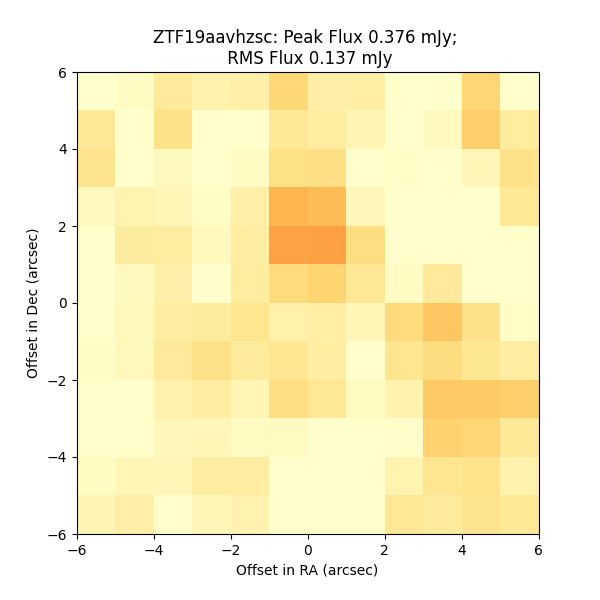 ZTF19aavhzsc: Peak Flux 0.376 mJy;
RMS Flux 0.137 mJy
6
4
2
0
−2
−4
−6
Offset in Dec (arcsec)
−6 −4 −2 0 2 4 6
Offset in RA (arcsec)